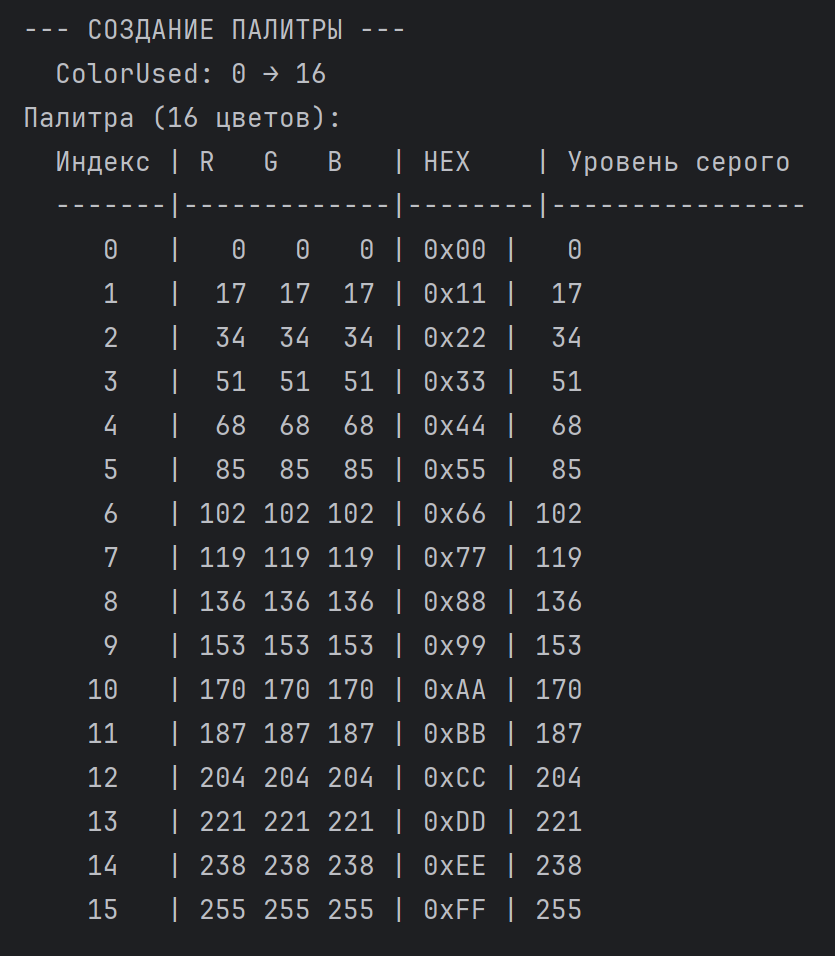 --- СОЗДАНИЕ ПАЛИТРЫ ---
  ColorUsed: 0 → 16
Палитра (16 цветов):
  Индекс | R   G   B   | HEX    | Уровень серого
  -------|-------------|--------|----------------
     0   |   0   0   0 | 0x00 |   0
     1   |  17  17  17 | 0x11 |  17
     2   |  34  34  34 | 0x22 |  34
     3   |  51  51  51 | 0x33 |  51
     4   |  68  68  68 | 0x44 |  68
     5   |  85  85  85 | 0x55 |  85
     6   | 102 102 102 | 0x66 | 102
     7   | 119 119 119 | 0x77 | 119
     8   | 136 136 136 | 0x88 | 136
     9   | 153 153 153 | 0x99 | 153
    10   | 170 170 170 | 0xAA | 170
    11   | 187 187 187 | 0xBB | 187
    12   | 204 204 204 | 0xCC | 204
    13   | 221 221 221 | 0xDD | 221
    14   | 238 238 238 | 0xEE | 238
    15   | 255 255 255 | 0xFF | 255